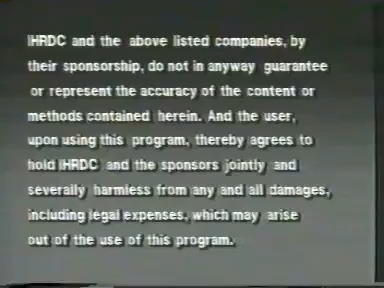 IHRDC and the above listed companies, by
their sponsorship, do not in anyway guarantee
or represent the accuracy of the content or
methods contained herein. And the user,
upon using this program, thereby agrees to
hold IHRDC and the sponsors jointly and
severally harmless from any and all damages,
including legal expenses, which may arise
out of the use of this program.